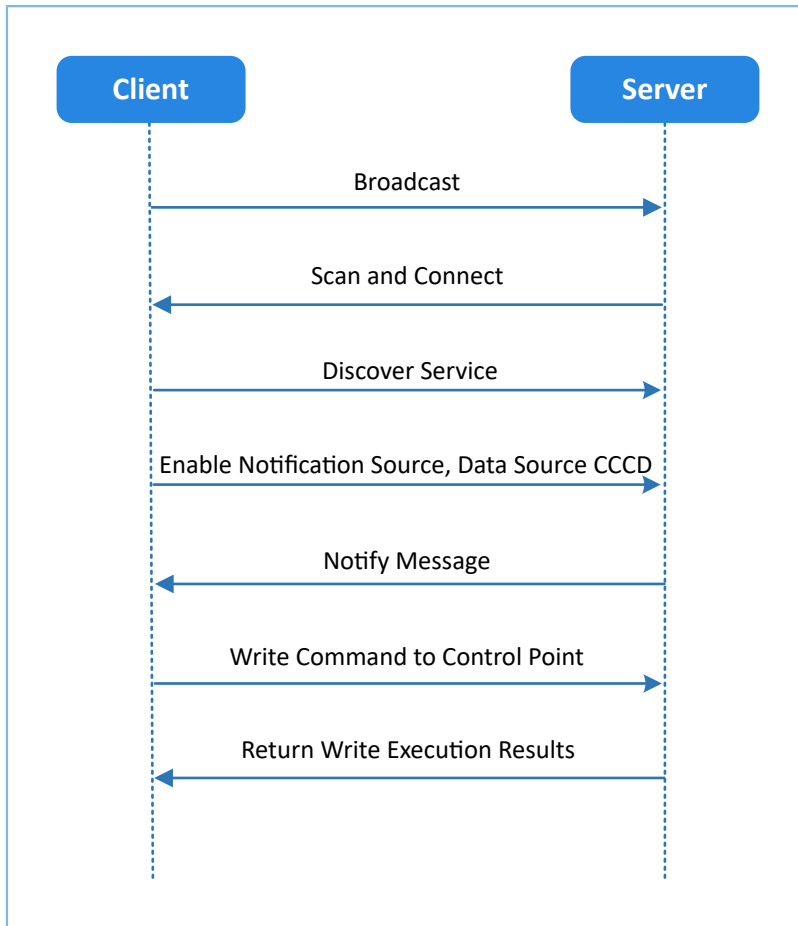 Client
Server
Broadcast
Scan and Connect
Discover Service
Enable Notification Source, Data Source CCCD
Notify Message
Write Command to Control Point
Return Write Execution Results